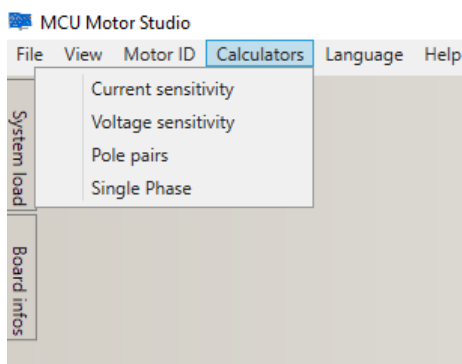 MCU Motor Studio
File View Motor ID Calculators Language Help
Current sensitivity
Voltage sensitivity
Pole pairs
Single Phase
System load
Board infos